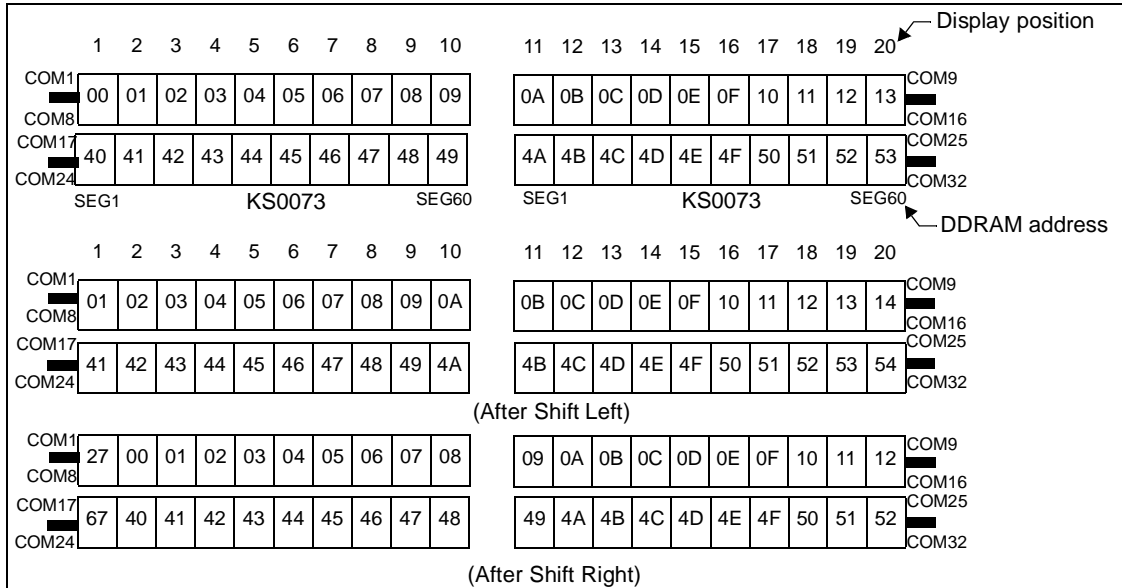 Display position
1 2 3 4 5 6 7 8 9 10 11 12 13 14 15 16 17 18 19 20
COM1 COM9
00 01 02 03 04 05 06 07 08 09 0A 0B 0C 0D 0E 0F 10 11 12 13
COM8 COM16
COM17 COM25
40 41 42 43 44 45 46 47 48 49 4A 4B 4C 4D 4E 4F 50 51 52 53
COM24 COM32
SEG1 KS0073 SEG60 SEG1 KS0073 SEG60
DDRAM address
1 2 3 4 5 6 7 8 9 10 11 12 13 14 15 16 17 18 19 20
COM1 COM9
01 02 03 04 05 06 07 08 09 0A 0B 0C 0D 0E 0F 10 11 12 13 14
COM8 COM16
COM17 COM25
41 42 43 44 45 46 47 48 49 4A 4B 4C 4D 4E 4F 50 51 52 53 54
COM24 COM32
(After Shift Left)
COM1 COM9
27 00 01 02 03 04 05 06 07 08 09 0A 0B 0C 0D 0E 0F 10 11 12
COM8 COM16
COM17 COM25
67 40 41 42 43 44 45 46 47 48 49 4A 4B 4C 4D 4E 4F 50 51 52
COM24 COM32
(After Shift Right)